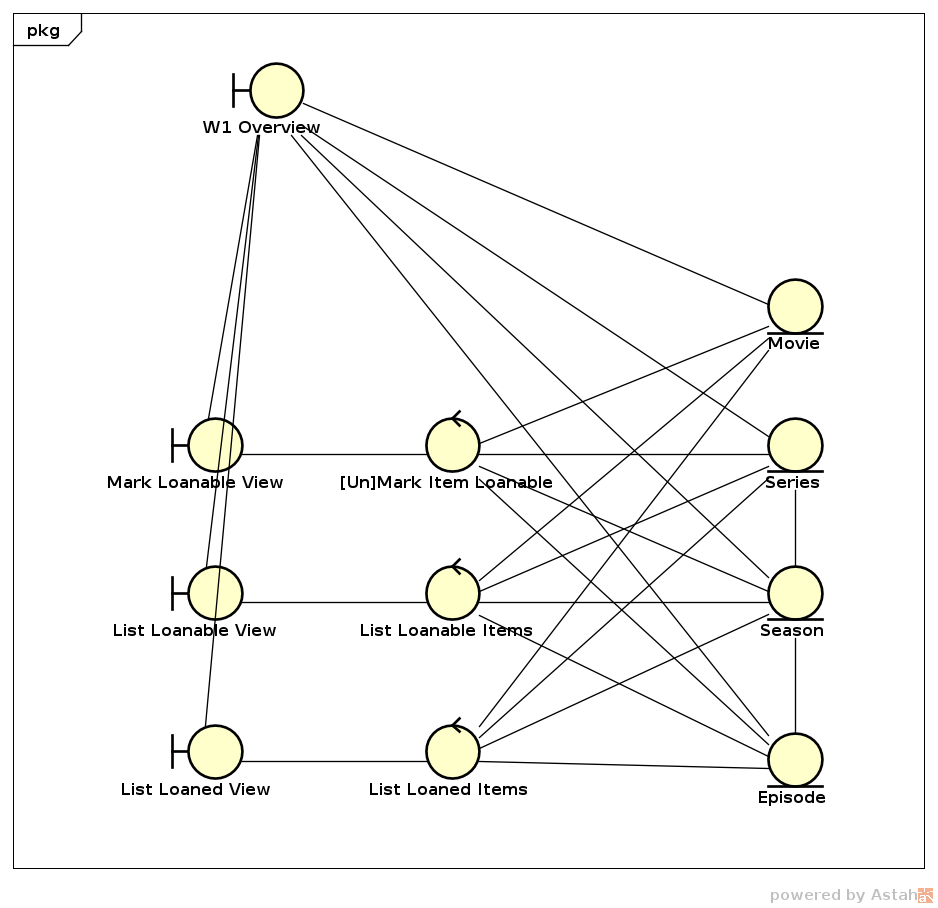 pkg
W1 Overview
Movie
Mark Loanable View
[Un]Mark Item Loanable
Series
List Loanable View
List Loanable Items
Season
List Loaned View
List Loaned Items
Episode
powered by Astah